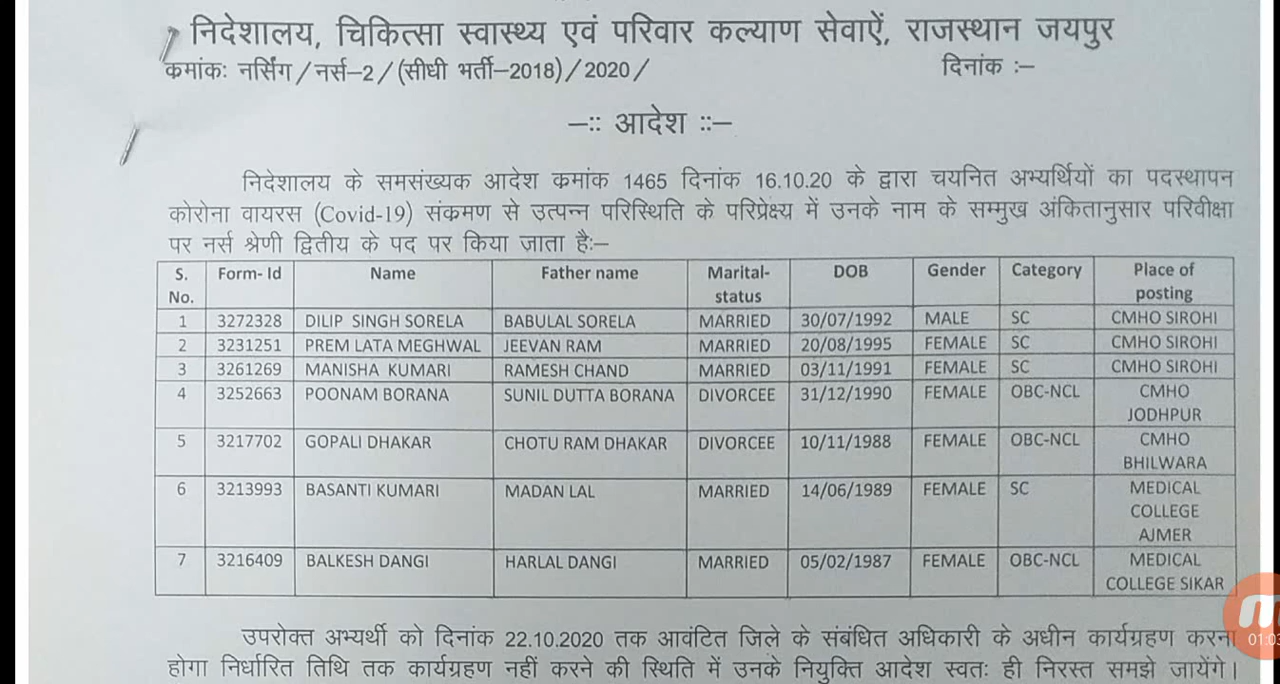 निदेशालय, चिकित्सा स्वास्थ्य एवं परिवार कल्याण सेवाऐं, राजस्थान जयपुर
कमांकः नर्सिंग/नर्स–2/(सीधी भर्ती–2018)/2020/ दिनांक :–
–:: आदेश ::–
निदेशालय के समसंख्यक आदेश कमांक 1465 दिनांक 16.10.20 के द्वारा चयनित अभ्यर्थियों का पदस्थापन
कोरोना वायरस (Covid-19) संकमण से उत्पन्न परिस्थिति के परिप्रेक्ष्य में उनके नाम के सम्मुख अंकितानुसार परिवीक्षा
पर नर्स श्रेणी द्वितीय के पद पर किया जाता है:–
S. No. Form- Id Name Father name Marital-status DOB Gender Category Place of posting
1 3272328 DILIP SINGH SORELA BABULAL SORELA MARRIED 30/07/1992 MALE SC CMHO SIROHI
2 3231251 PREM LATA MEGHWAL JEEVAN RAM MARRIED 20/08/1995 FEMALE SC CMHO SIROHI
3 3261269 MANISHA KUMARI RAMESH CHAND MARRIED 03/11/1991 FEMALE SC CMHO SIROHI
4 3252663 POONAM BORANA SUNIL DUTTA BORANA DIVORCEE 31/12/1990 FEMALE OBC-NCL CMHO JODHPUR
5 3217702 GOPALI DHAKAR CHOTU RAM DHAKAR DIVORCEE 10/11/1988 FEMALE OBC-NCL CMHO BHILWARA
6 3213993 BASANTI KUMARI MADAN LAL MARRIED 14/06/1989 FEMALE SC MEDICAL COLLEGE AJMER
7 3216409 BALKESH DANGI HARLAL DANGI MARRIED 05/02/1987 FEMALE OBC-NCL MEDICAL COLLEGE SIKAR
उपरोक्त अभ्यर्थी को दिनांक 22.10.2020 तक आवंटित जिले के संबंधित अधिकारी के अधीन कार्यग्रहण करना
होगा निर्धारित तिथि तक कार्यग्रहण नहीं करने की स्थिति में उनके नियुक्ति आदेश स्वतः ही निरस्त समझे जायेंगे।